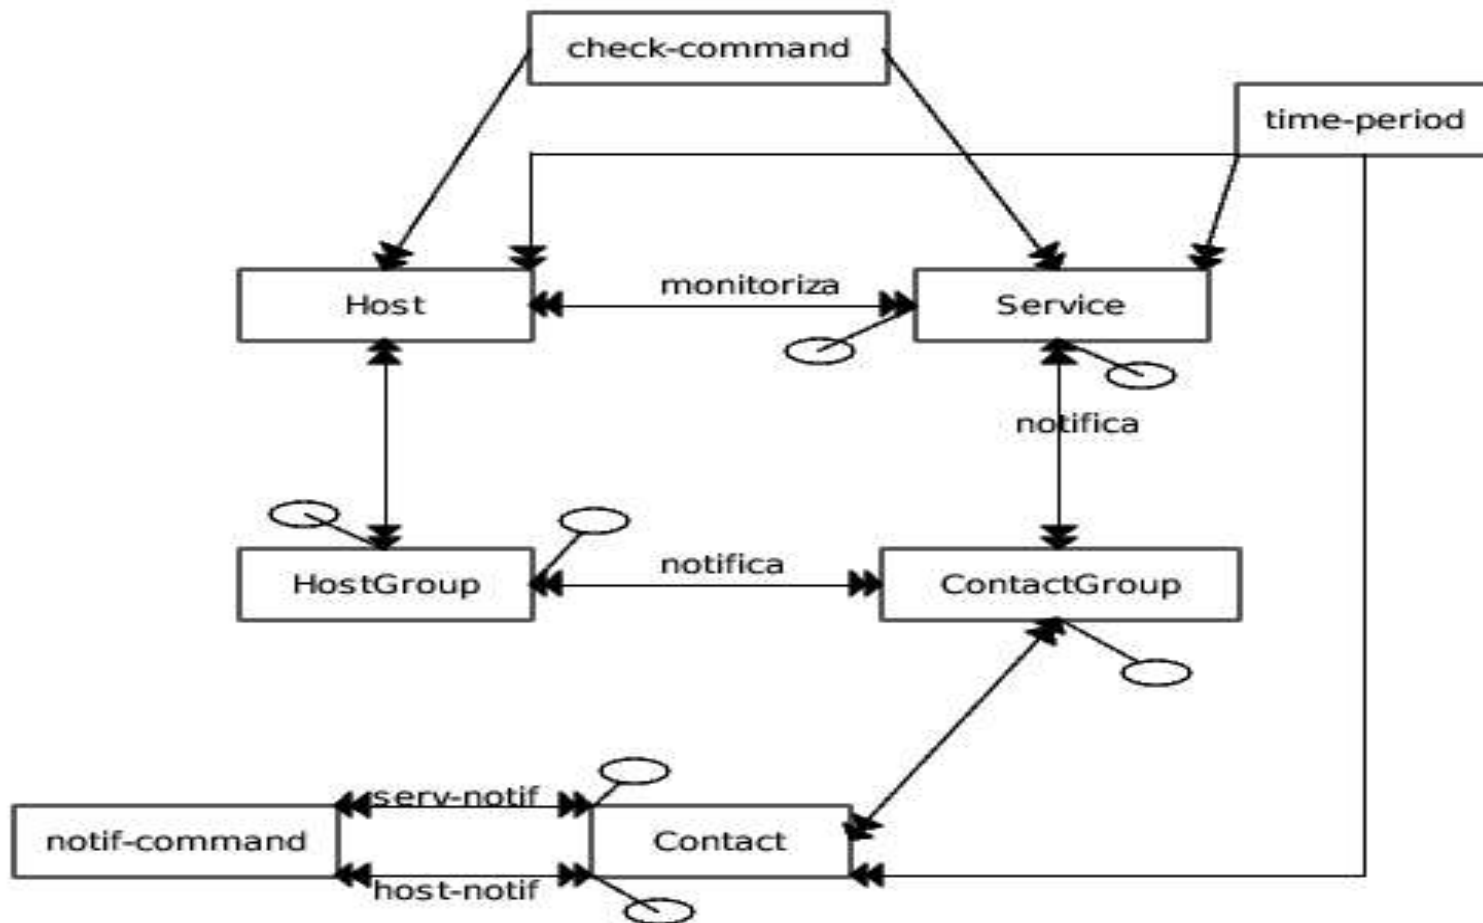 check-command
time-period
monitoriza
Host
Service
notifica
notifica
HostGroup
ContactGroup
serv-notif
notif-command
Contact
host-notif